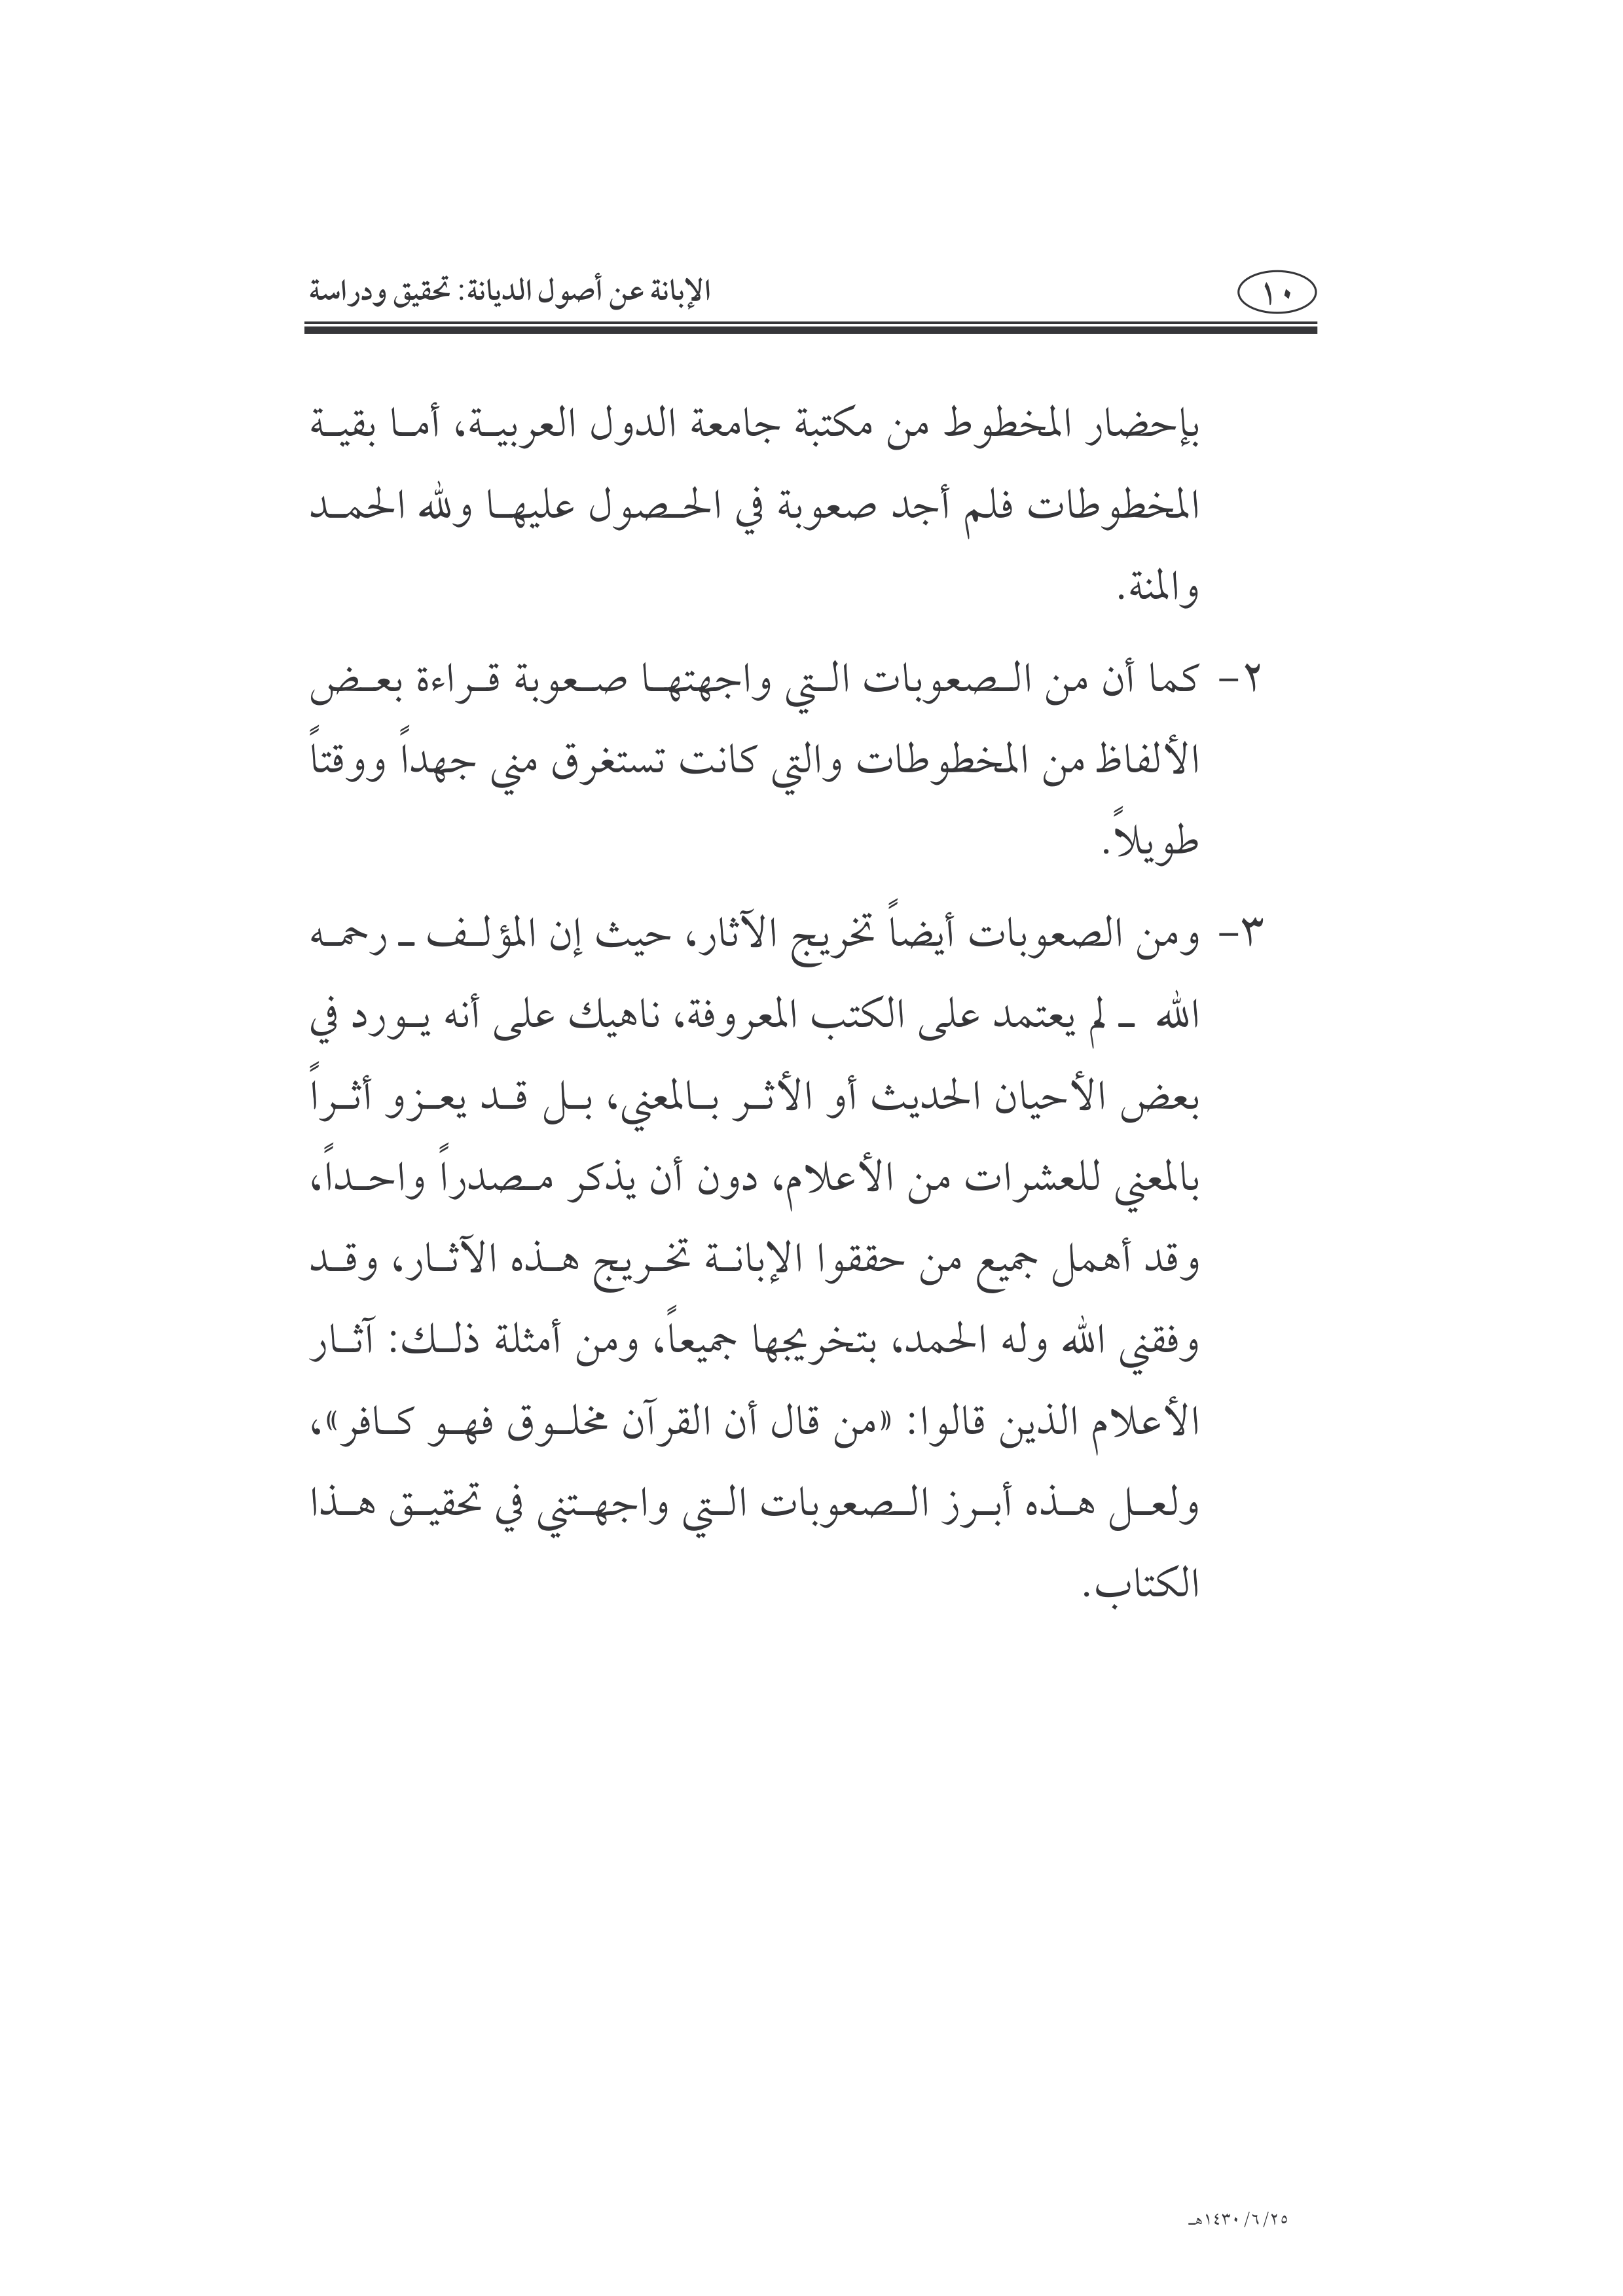 ١٠
الإبانة عن أصول الديانة: تحقيق ودراسة
بإحضار المخطوط من مكتبة جامعة الدول العربية، أما بقية
المخطوطات فلم أجد صعوبة في الحصول عليها ولله الحمد
والمنة.
٢- كما أن من الصعوبات التي واجهتها صعوبة قراءة بعض
الألفاظ من المخطوطات والتي كانت تستغرق مني جهداً ووقتاً
طويلاً.
٣- ومن الصعوبات أيضاً تخريج الآثار، حيث إن المؤلف ـ رحمه
الله ـ لم يعتمد على الكتب المعروفة، ناهيك على أنه يورد في
بعض الأحيان الحديث أو الأثر بالمعني، بل قد يعزو أثراً
بالمعني للعشرات من الأعلام، دون أن يذكر مصدراً واحداً،
وقد أهمل جميع من حققوا الإبانة تخريج هذه الآثار، وقد
وفقني الله وله الحمد، بتخريجها جميعاً، ومن أمثلة ذلك: آثار
الأعلام الذين قالوا: «من قال أن القرآن مخلوق فهو كافر»،
ولعل هذه أبرز الصعوبات التي واجهتني في تحقيق هذا
الكتاب.
٢٥/ ٦/ ١٤٣٠هـ